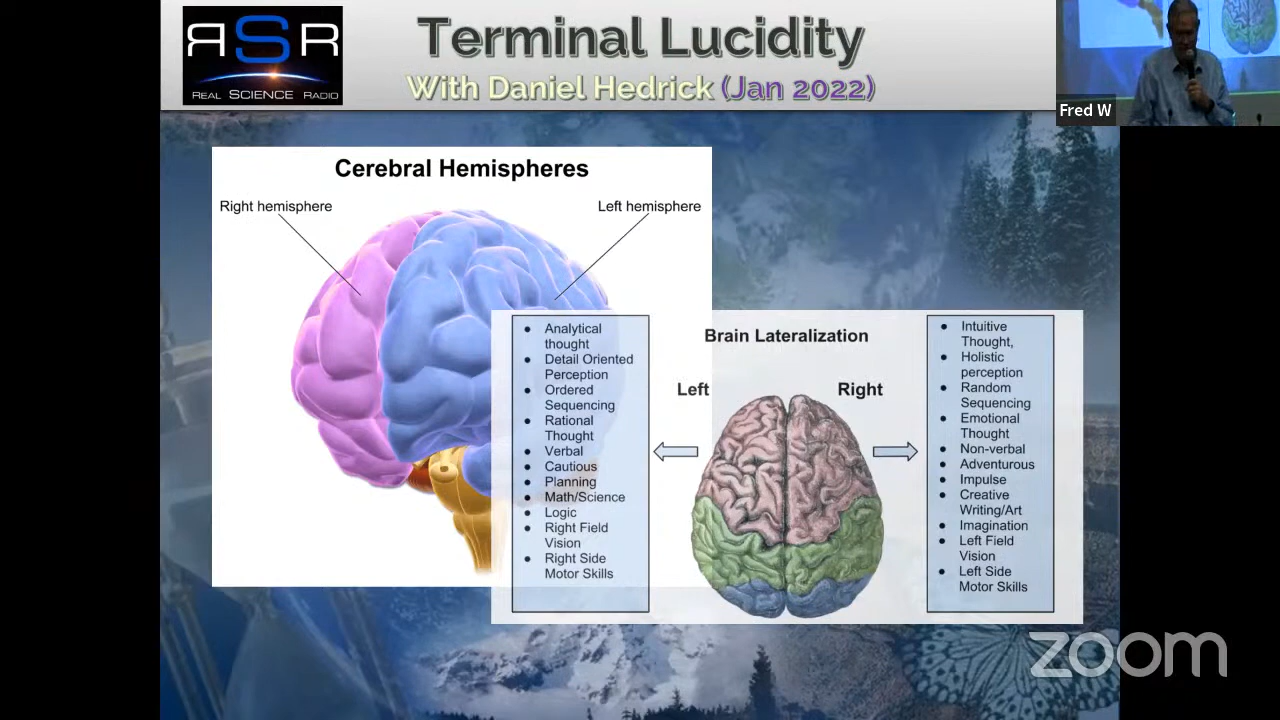 RSR
REAL SCIENCE RADIO
Terminal Lucidity
With Daniel Hedrick (Jan 2022)
Fred W
Cerebral Hemispheres
Right hemisphere
Left hemisphere
Brain Lateralization
Left
Right
• Analytical
thought
• Detail Oriented
Perception
• Ordered
Sequencing
• Rational
Thought
• Verbal
• Cautious
• Planning
• Math/Science
• Logic
• Right Field
Vision
• Right Side
Motor Skills
• Intuitive
Thought,
• Holistic
perception
• Random
Sequencing
• Emotional
Thought
• Non-verbal
• Adventurous
• Impulse
• Creative
Writing/Art
• Imagination
• Left Field
Vision
• Left Side
Motor Skills
zoom